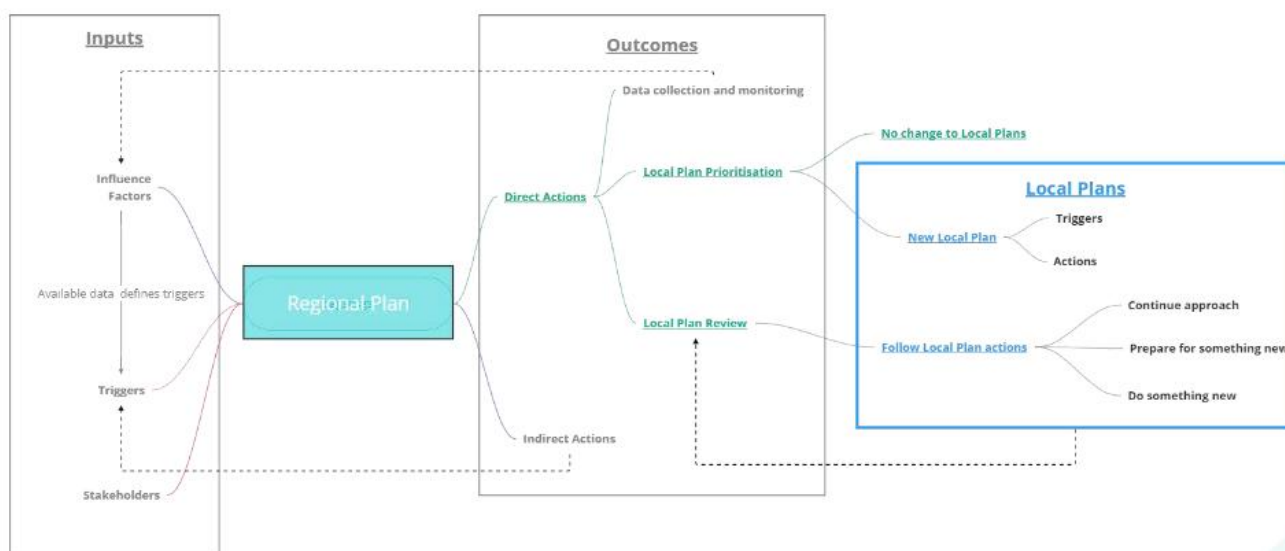 Inputs
Influence
Factors
Available data defines triggers
Triggers
Stakeholders
Regional Plan
Outcomes
Data collection and monitoring
Direct Actions
Local Plan Prioritisation
Local Plan Review
Indirect Actions
No change to Local Plans
Local Plans
New Local Plan
Triggers
Actions
Follow Local Plan actions
Continue approach
Prepare for something new
Do something new